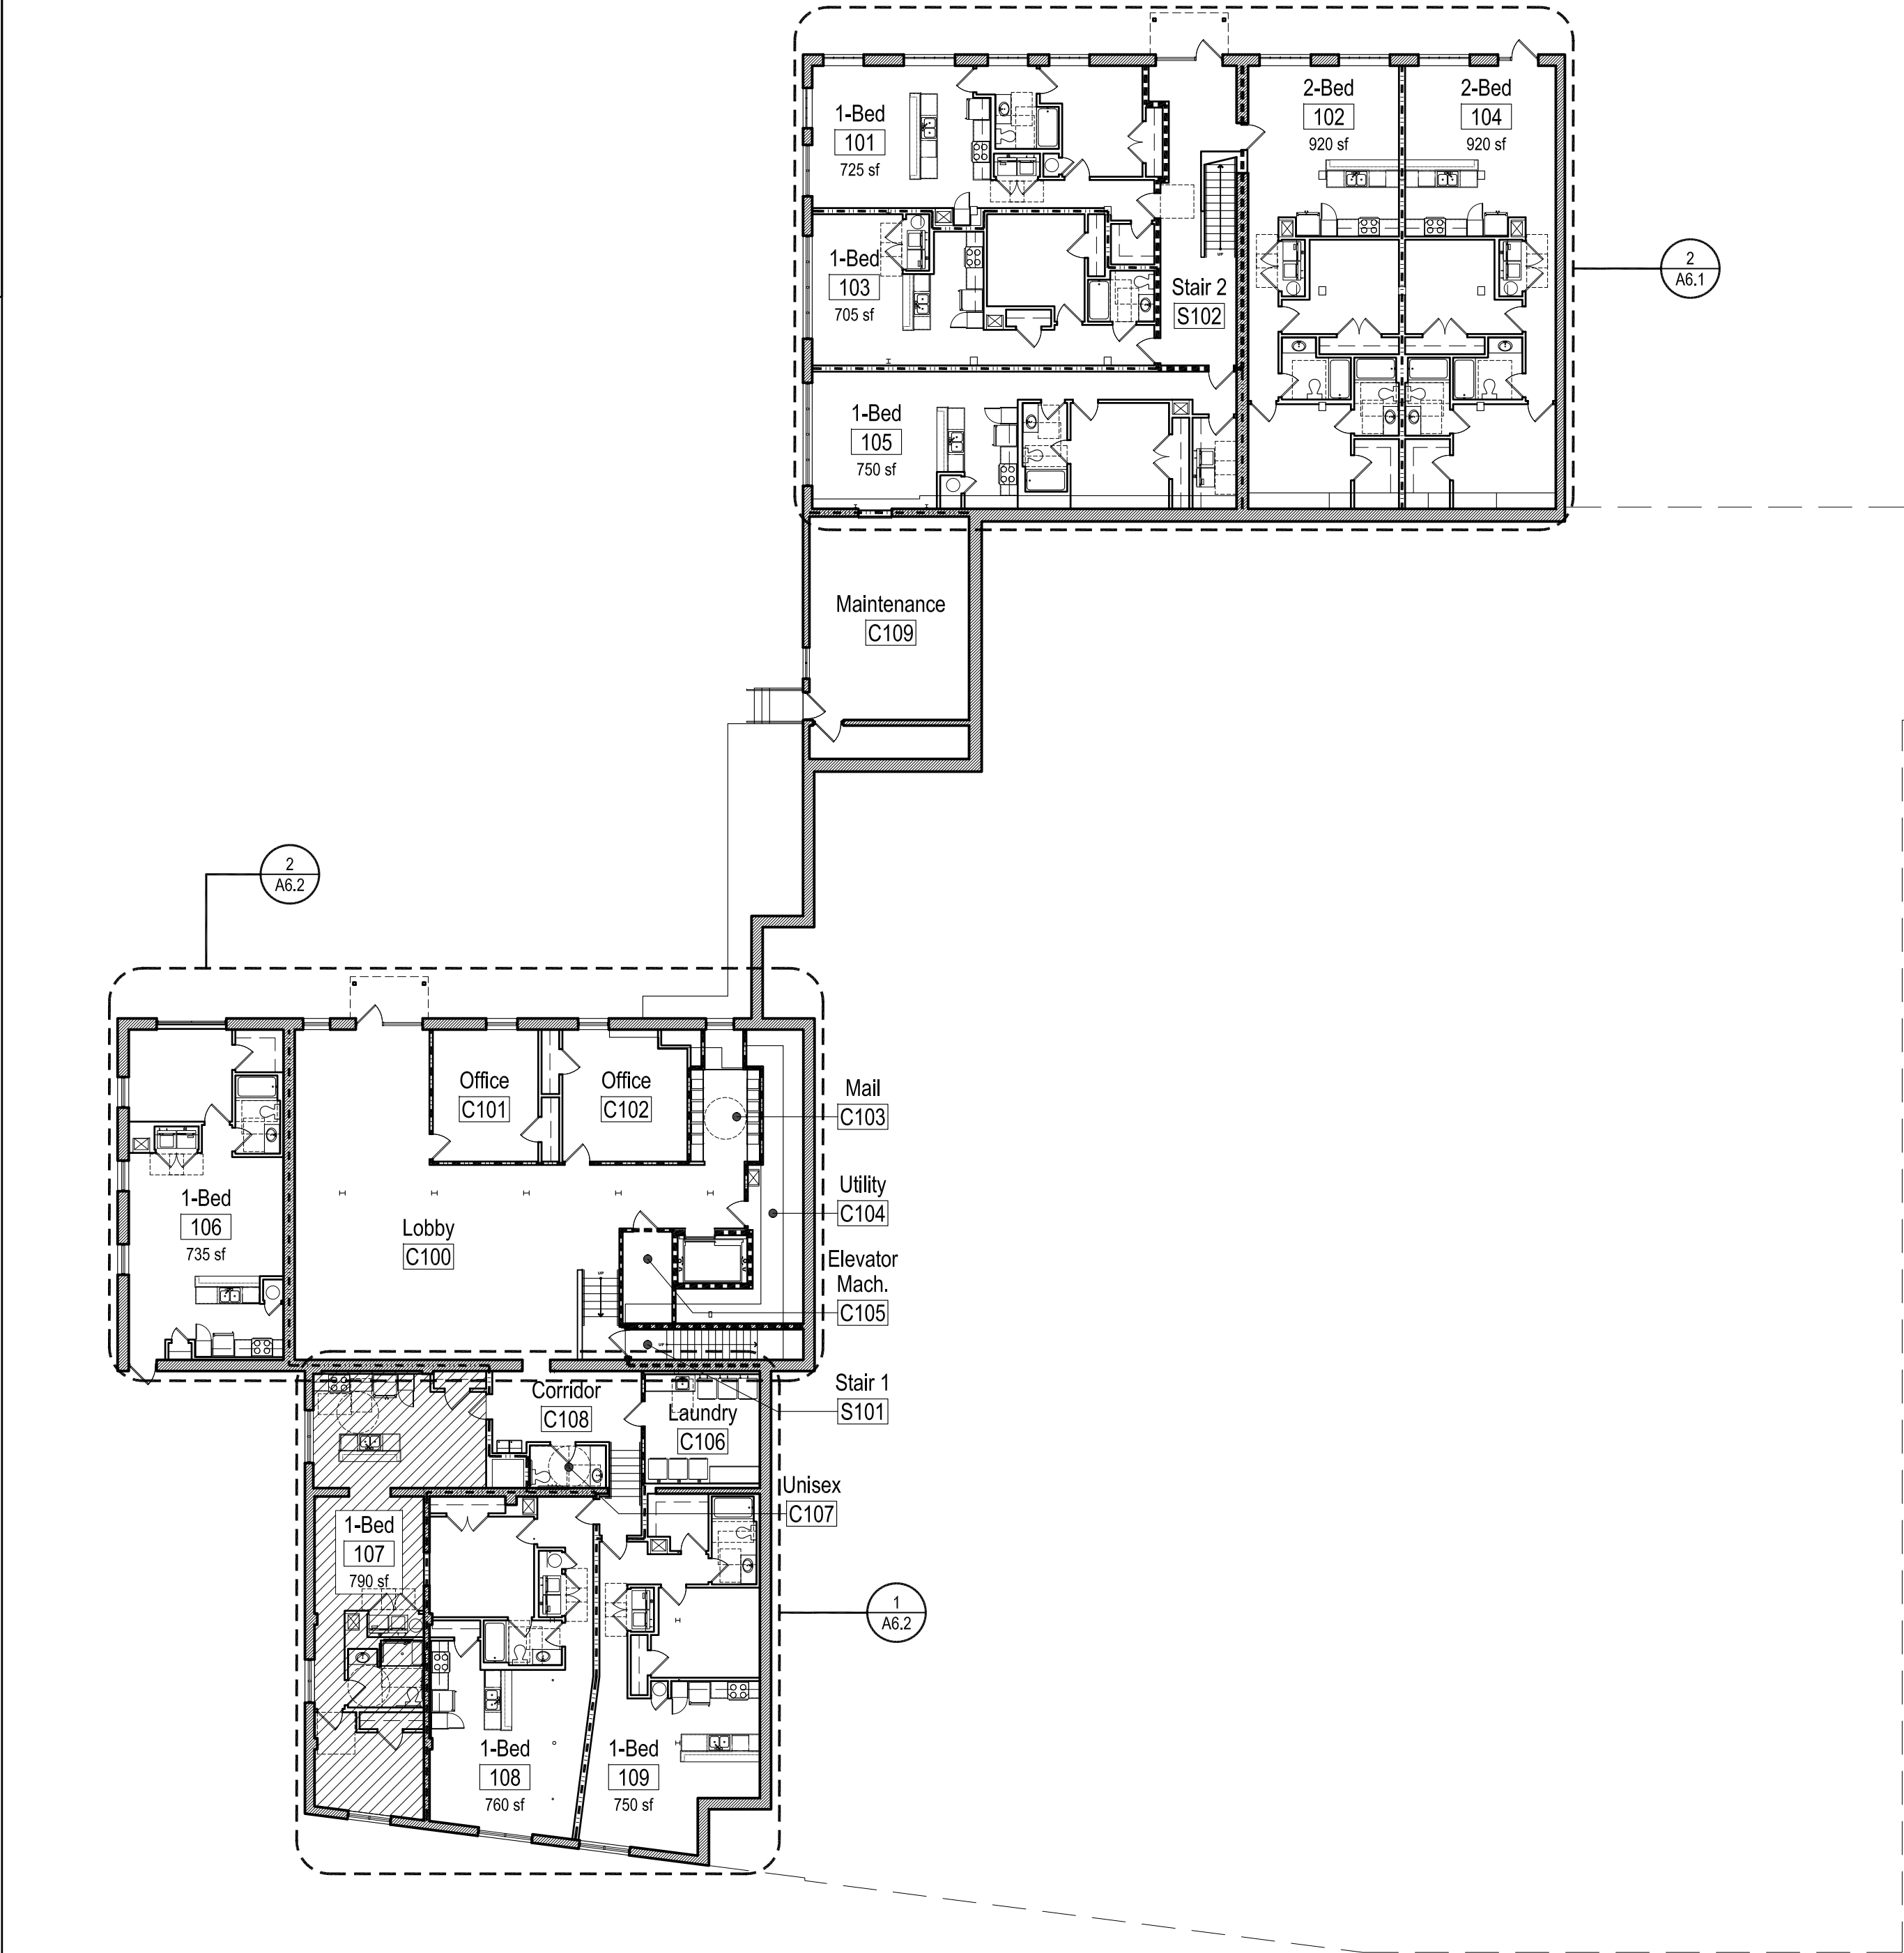 1-Bed
101
725 sf
2-Bed
102
920 sf
2-Bed
104
920 sf
1-Bed
103
705 sf
UP
Stair 2
S102
2
A6.1
1-Bed
105
750 sf
Maintenance
C109
2
A6.2
Office
C101
Office
C102
Mail
C103
1-Bed
106
735 sf
Lobby
C100
Utility
C104
Elevator
Mach.
C105
UP
UP
Stair 1
S101
Corridor
C108
Laundry
C106
Unisex
C107
1-Bed
107
790 sf
1
A6.2
1-Bed
108
760 sf
1-Bed
109
750 sf